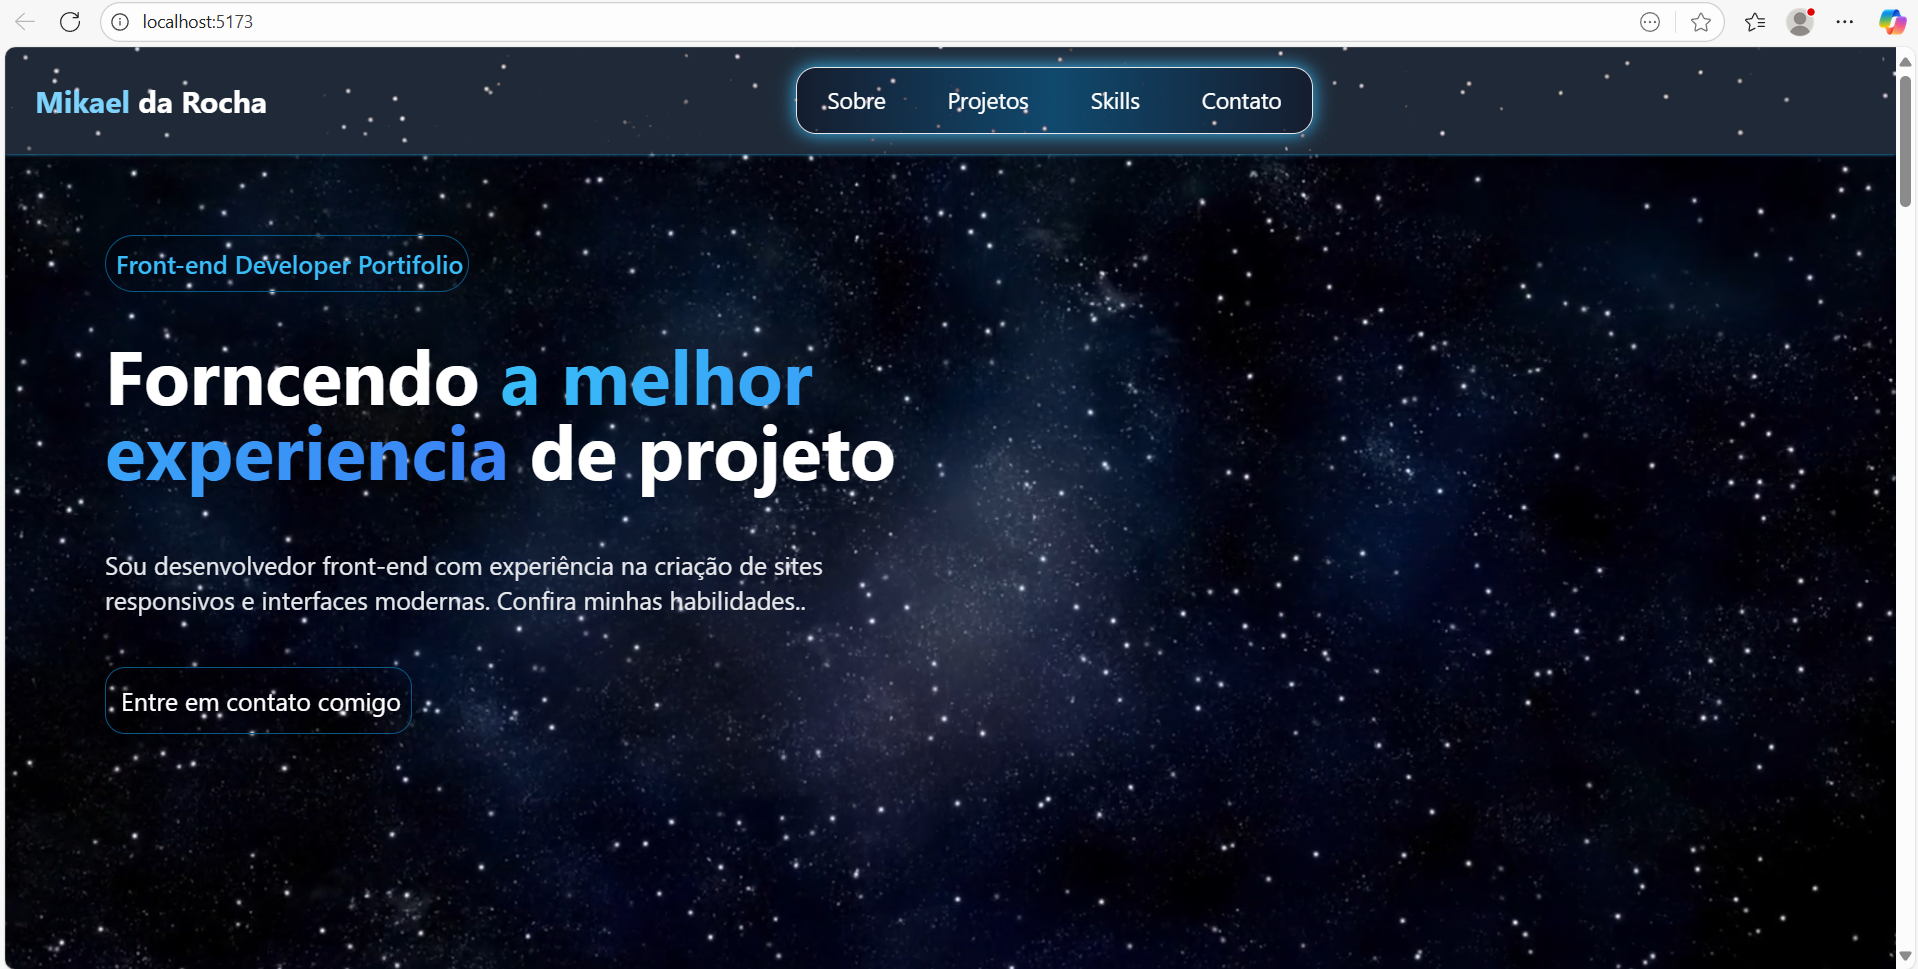 localhost:5173
Mikael da Rocha
Sobre Projetos Skills Contato
Front-end Developer Portifolio
Forncendo a melhor
experiencia de projeto
Sou desenvolvedor front-end com experiência na criação de sites
responsivos e interfaces modernas. Confira minhas habilidades..
Entre em contato comigo